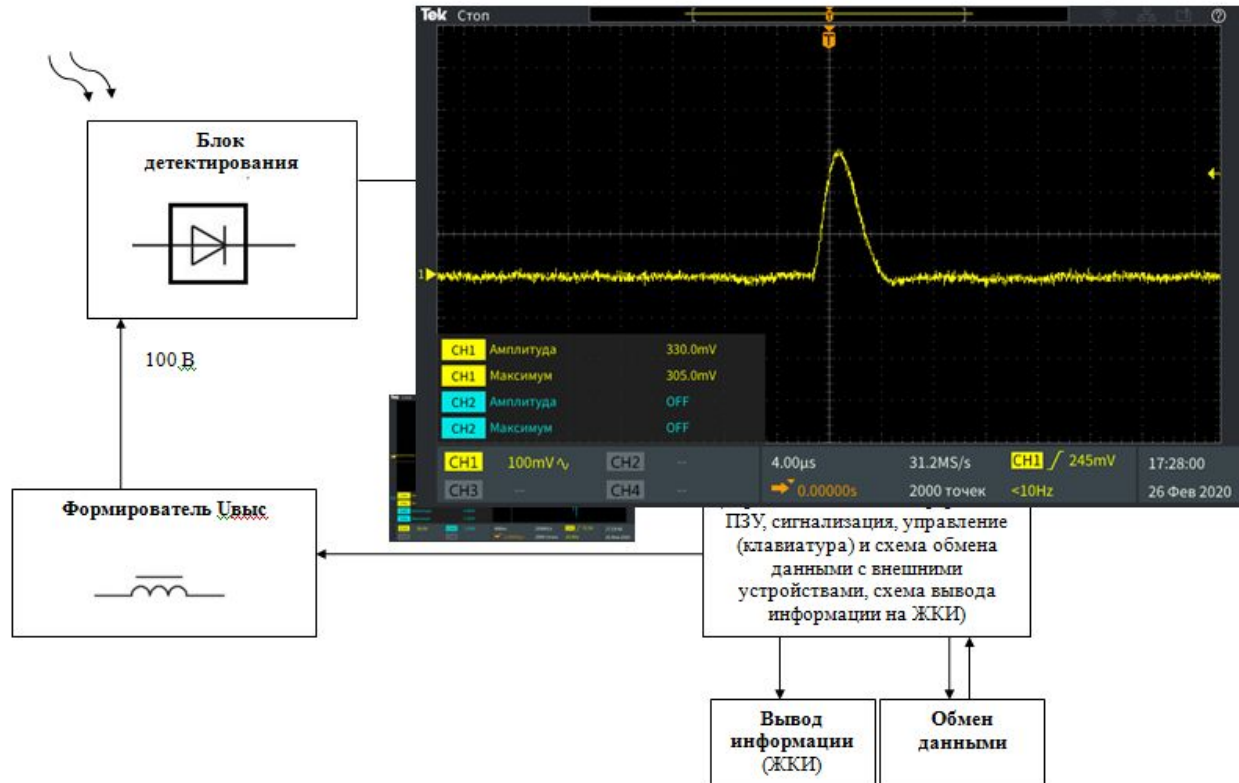 Tek Стоп
T
T
Блок
детектирования
1
100 В
CH1 Амплитуда 330.0mV
CH1 Максимум 305.0mV
CH2 Амплитуда OFF
CH2 Максимум OFF
CH1 100mV CH2 -- 4.00µs 31.2MS/s CH1 245mV 17:28:00
CH3 -- CH4 -- 0.00000s 2000 точек <10Hz 26 Фев 2020
Формирователь Uвыс
ПЗУ, сигнализация, управление
(клавиатура) и схема обмена
данными с внешними
устройствами, схема вывода
информации на ЖКИ)
Вывод
информации
(ЖКИ)
Обмен
данными